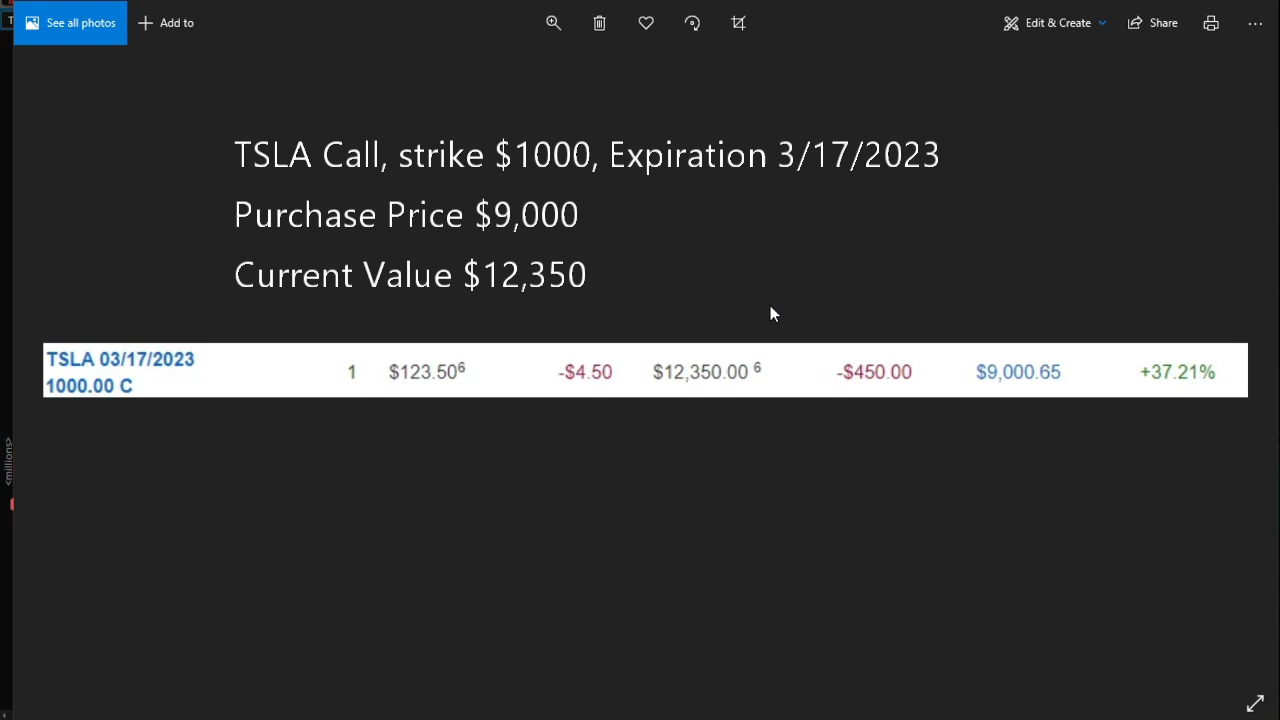 See all photos
Add to
Edit & Create
Share
TSLA Call, strike $1000, Expiration 3/17/2023
Purchase Price $9,000
Current Value $12,350
TSLA 03/17/2023 1 $123.50⁶ -$4.50 $12,350.00 ⁶ -$450.00 $9,000.65 +37.21%
1000.00 C
<millions>